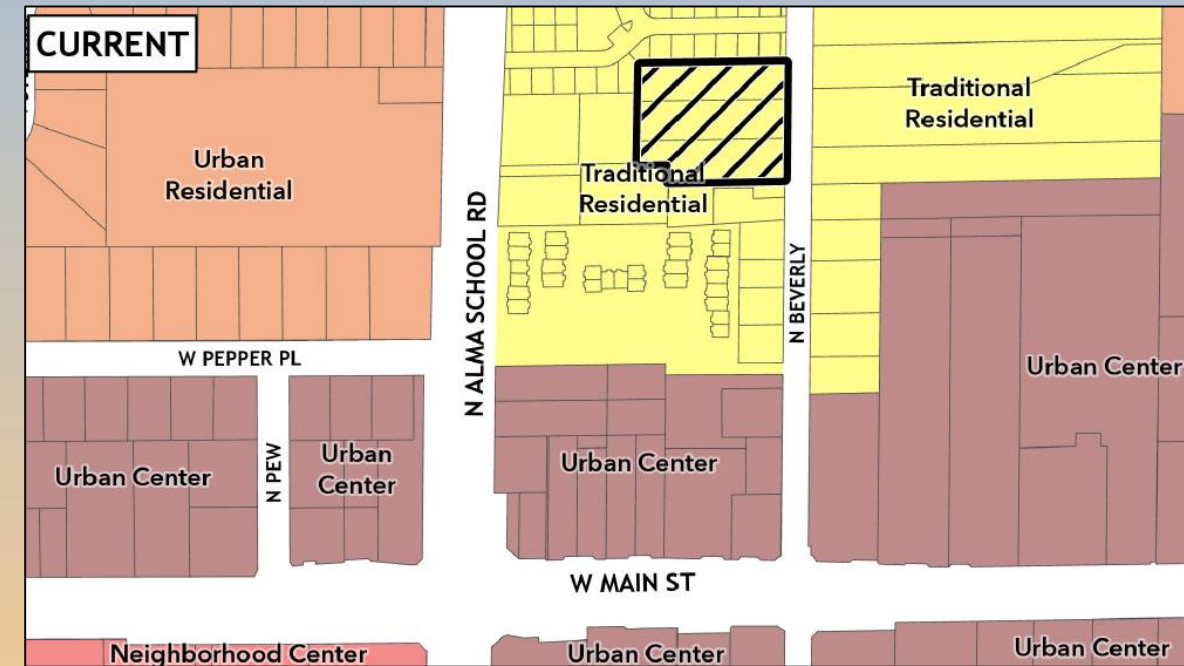 CURRENT
Urban
Residential
Traditional
Residential
Traditional
Residential
N ALMA SCHOOL RD
N BEVERLY
W PEPPER PL
Urban Center
N PEW
Urban
Center
Urban Center
Urban Center
W MAIN ST
Neighborhood Center
Urban Center
Urban Center